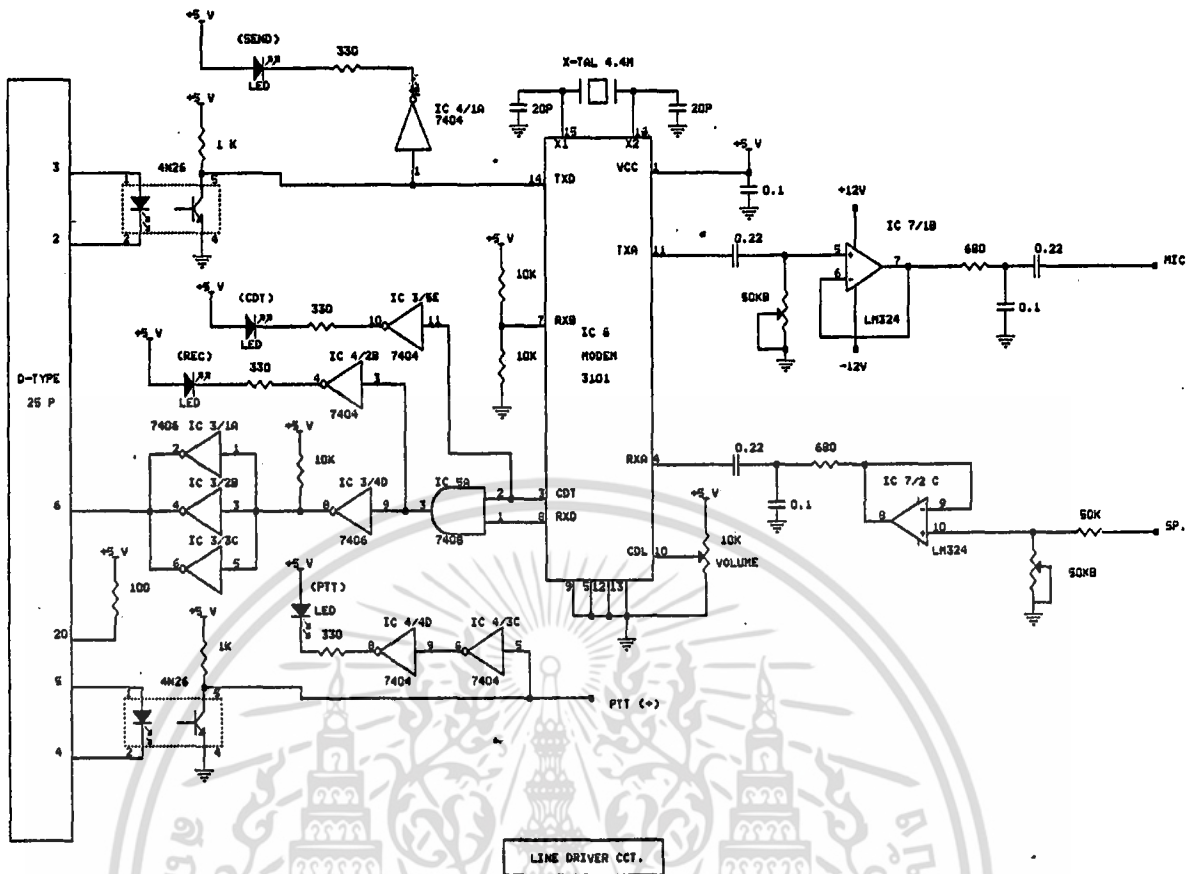 +5 V
(SEND)
LED
330
IC 4/1A
7404
1
X-TAL 4.4M
20P
20P
15
X1
X2
+5 V
1 K
3
4N26
1
5
2
4
2
14
TXD
VCC
1
+5 V
0.1
TXA
11
0.22
50KB
+12V
IC 7/1B
5
6
7
LM324
-12V
680
0.22
0.1
MIC
+5 V
10K
7
RXB
10K
IC 6
MODEM
3101
+5 V
(CDT)
LED
330
IC 3/5E
10
11
7404
+5 V
(REC)
LED
330
IC 4/2B
4
3
7404
D-TYPE
25 P
7406 IC 3/1A
2
1
IC 3/2B
4
3
IC 3/3C
6
5
6
+5 V
10K
IC 3/4D
8
9
7406
IC 5A
3
2
1
7408
3
CDT
8
RXD
RXA
4
0.22
680
0.1
IC 7/2 C
8
9
10
LM324
50K
SP.
50KB
+5 V
10K
VOLUME
CDL
10
9
5
12
13
+5 V
100
20
+5 V
(PTT)
LED
330
IC 4/4D
8
9
7404
IC 4/3C
6
5
7404
+5 V
1K
5
4N26
5
2
4
4
PTT (+)
LINE DRIVER CCT.